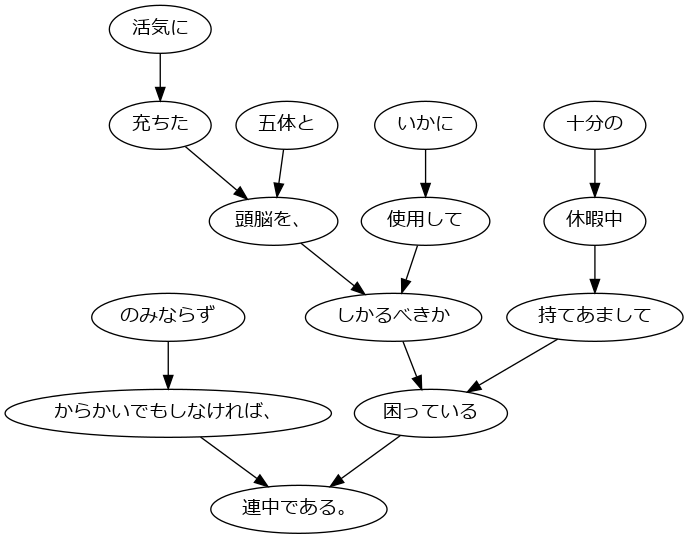 活気に
充ちた
五体と
いかに
十分の
頭脳を、
使用して
休暇中
のみならず
しかるべきか
持てあまして
からかいでもしなければ、
困っている
連中である。